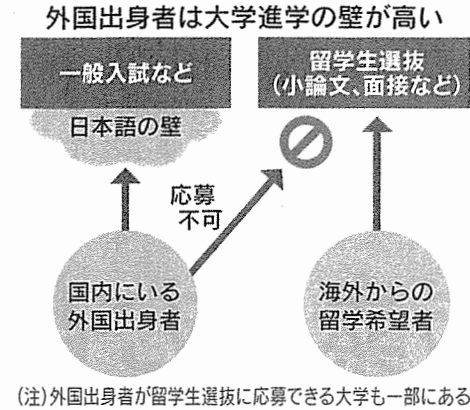 外国出身者は大学進学の壁が高い
一般入試など
留学生選抜
(小論文、面接など)
日本語の壁
応募
不可
国内にいる
外国出身者
海外からの
留学希望者
(注)外国出身者が留学生選抜に応募できる大学も一部にある